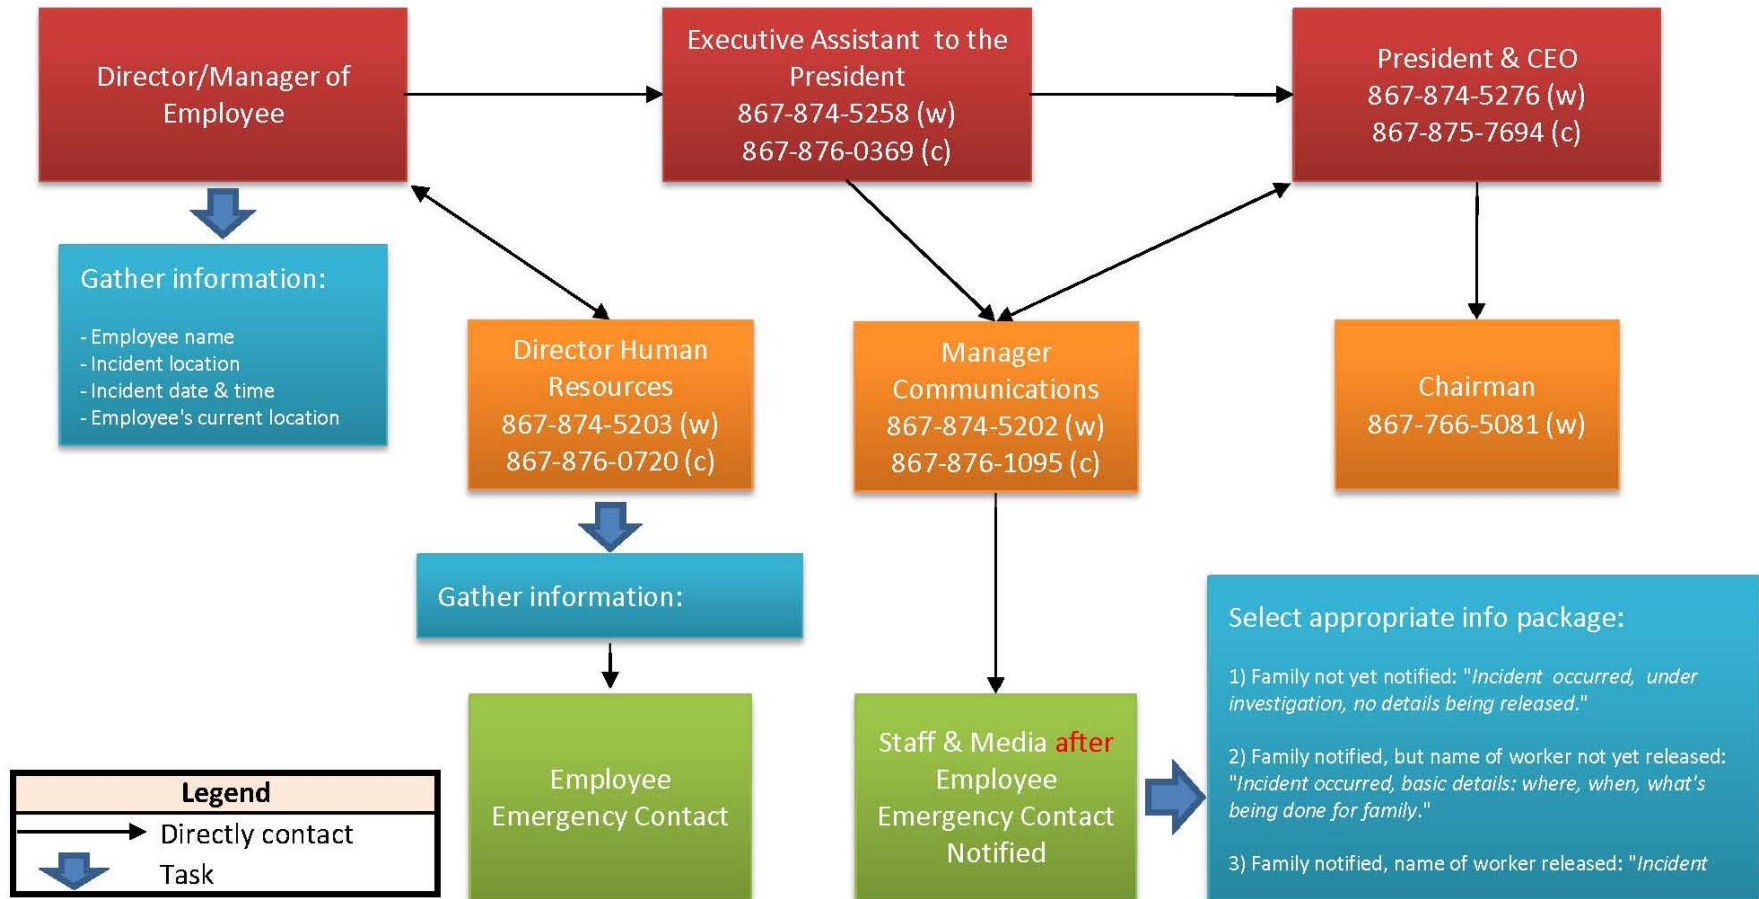 Director/Manager of
Employee
Executive Assistant to the
President
867-874-5258 (w)
867-876-0369 (c)
President & CEO
867-874-5276 (w)
867-875-7694 (c)
Gather information:
- Employee name
- Incident location
- Incident date & time
- Employee's current location
Director Human
Resources
867-874-5203 (w)
867-876-0720 (c)
Manager
Communications
867-874-5202 (w)
867-876-1095 (c)
Chairman
867-766-5081 (w)
Gather information:
Select appropriate info package:
1) Family not yet notified: "Incident occurred, under
investigation, no details being released."
2) Family notified, but name of worker not yet released:
"Incident occurred, basic details: where, when, what's
being done for family."
3) Family notified, name of worker released: "Incident
Employee
Emergency Contact
Staff & Media after
Employee
Emergency Contact
Notified
Legend
Directly contact
Task